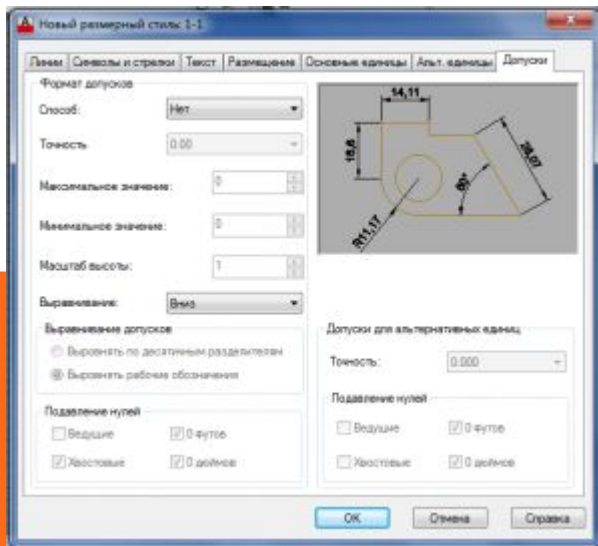 Новый размерный стиль: 1-1
Линии Символы и стрелки Текст Размещение Основные единицы Альт. единицы Допуски
Формат допусков
Способ: Нет
Точность 0.00
Максимальное значение: 0
Минимальное значение: 0
Масштаб высоты: 1
Выравнивание: Вниз
Выравнивание допусков
Выровнять по десятичным разделителям
Выровнять рабочие обозначения
Подавление нулей
Ведущие 0 футов
Хвостовые 0 дюймов
14,11
16,6
28,07
60°
R11,17
Допуски для альтернативных единиц
Точность: 0.000
Подавление нулей
Ведущие 0 футов
Хвостовые 0 дюймов
OK Отмена Справка